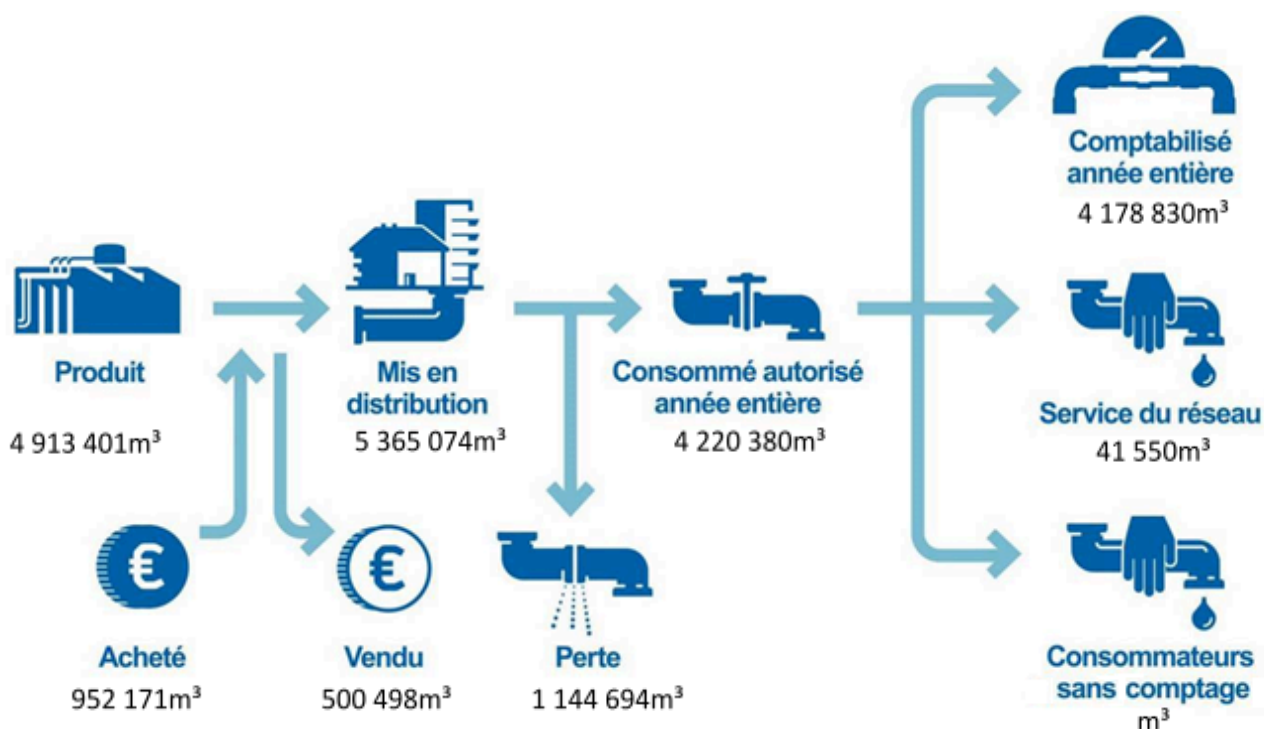 Comptabilisé
année entière
4 178 830m³
Produit
4 913 401m³
Mis en
distribution
5 365 074m³
Consommé autorisé
année entière
4 220 380m³
Service du réseau
41 550m³
€
Acheté
952 171m³
€
Vendu
500 498m³
Perte
1 144 694m³
Consommateurs
sans comptage
m³